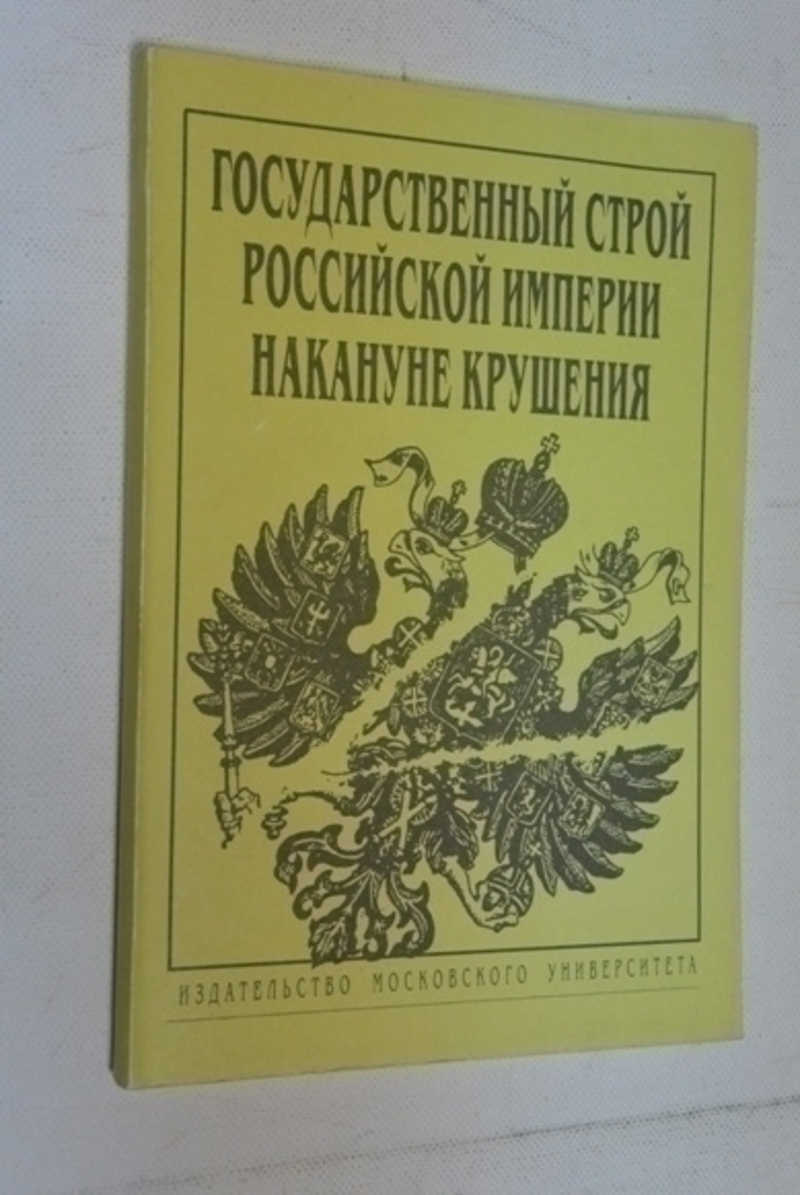 ГОСУДАРСТВЕННЫЙ СТРОЙ
РОССИЙСКОЙ ИМПЕРИИ
НАКАНУНЕ КРУШЕНИЯ
ИЗДАТЕЛЬСТВО МОСКОВСКОГО УНИВЕРСИТЕТА